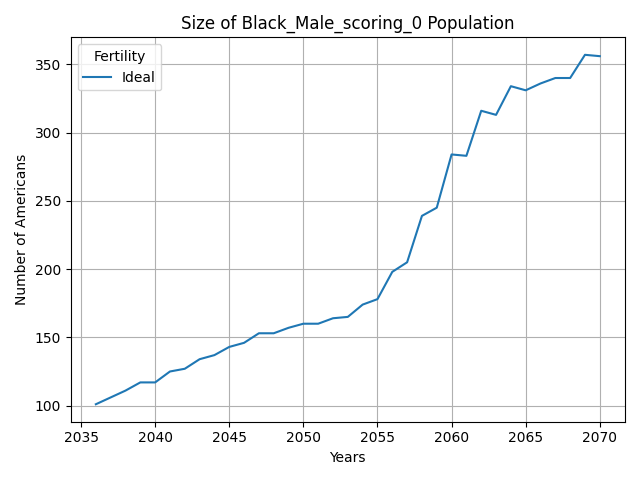 Size of Black_Male_scoring_0 Population
Fertility
Ideal
Number of Americans
350
300
250
200
150
100
2035 2040 2045 2050 2055 2060 2065 2070
Years